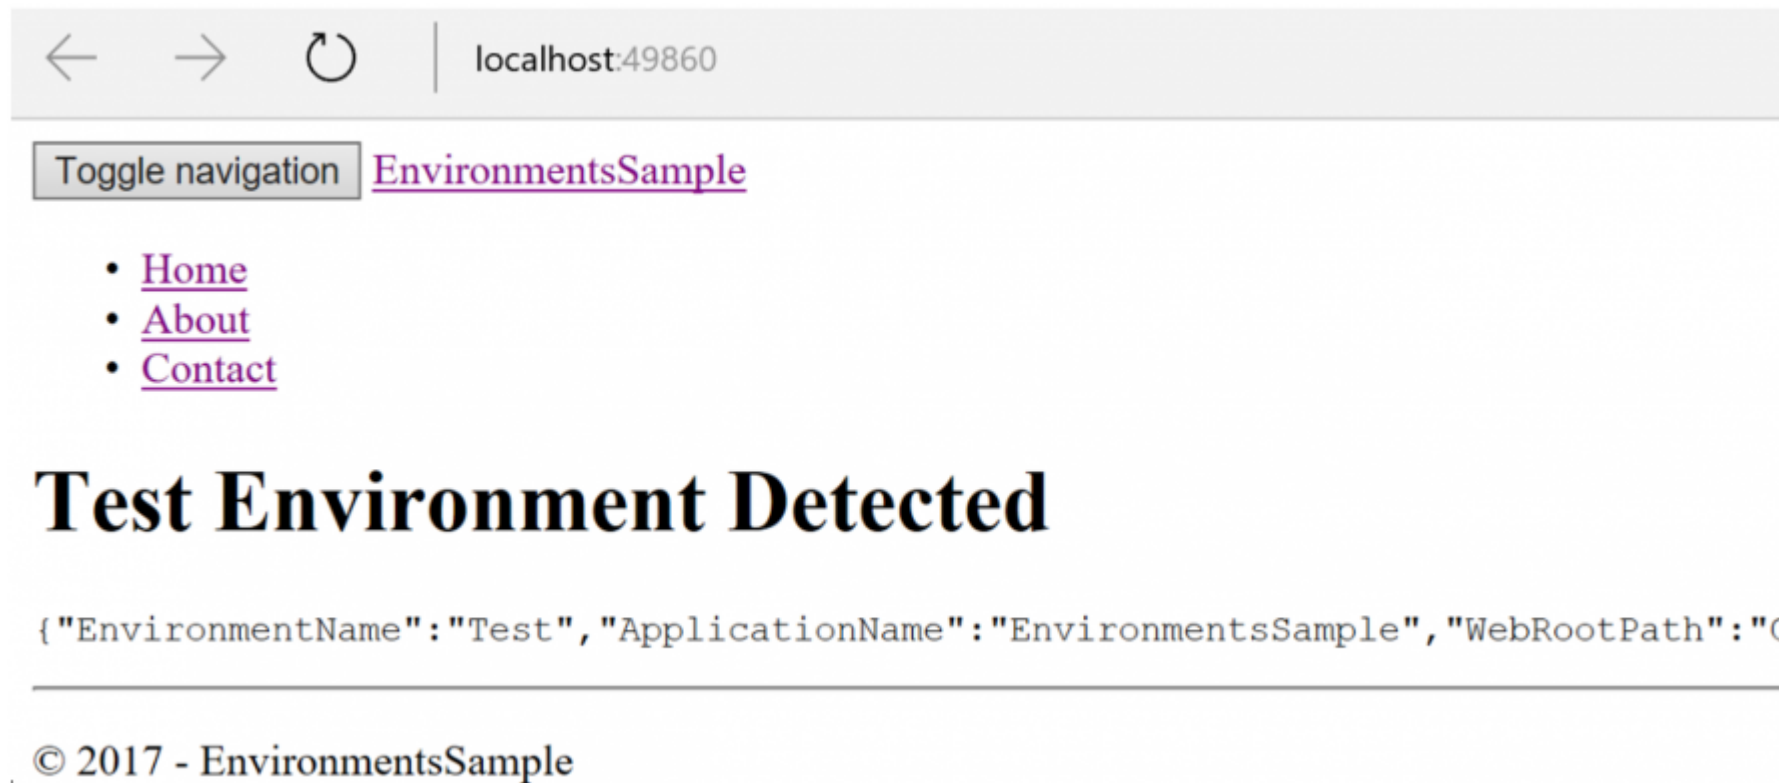 localhost:49860
Toggle navigation EnvironmentsSample
• Home
• About
• Contact
Test Environment Detected
{"EnvironmentName":"Test","ApplicationName":"EnvironmentsSample","WebRootPath":"
© 2017 - EnvironmentsSample